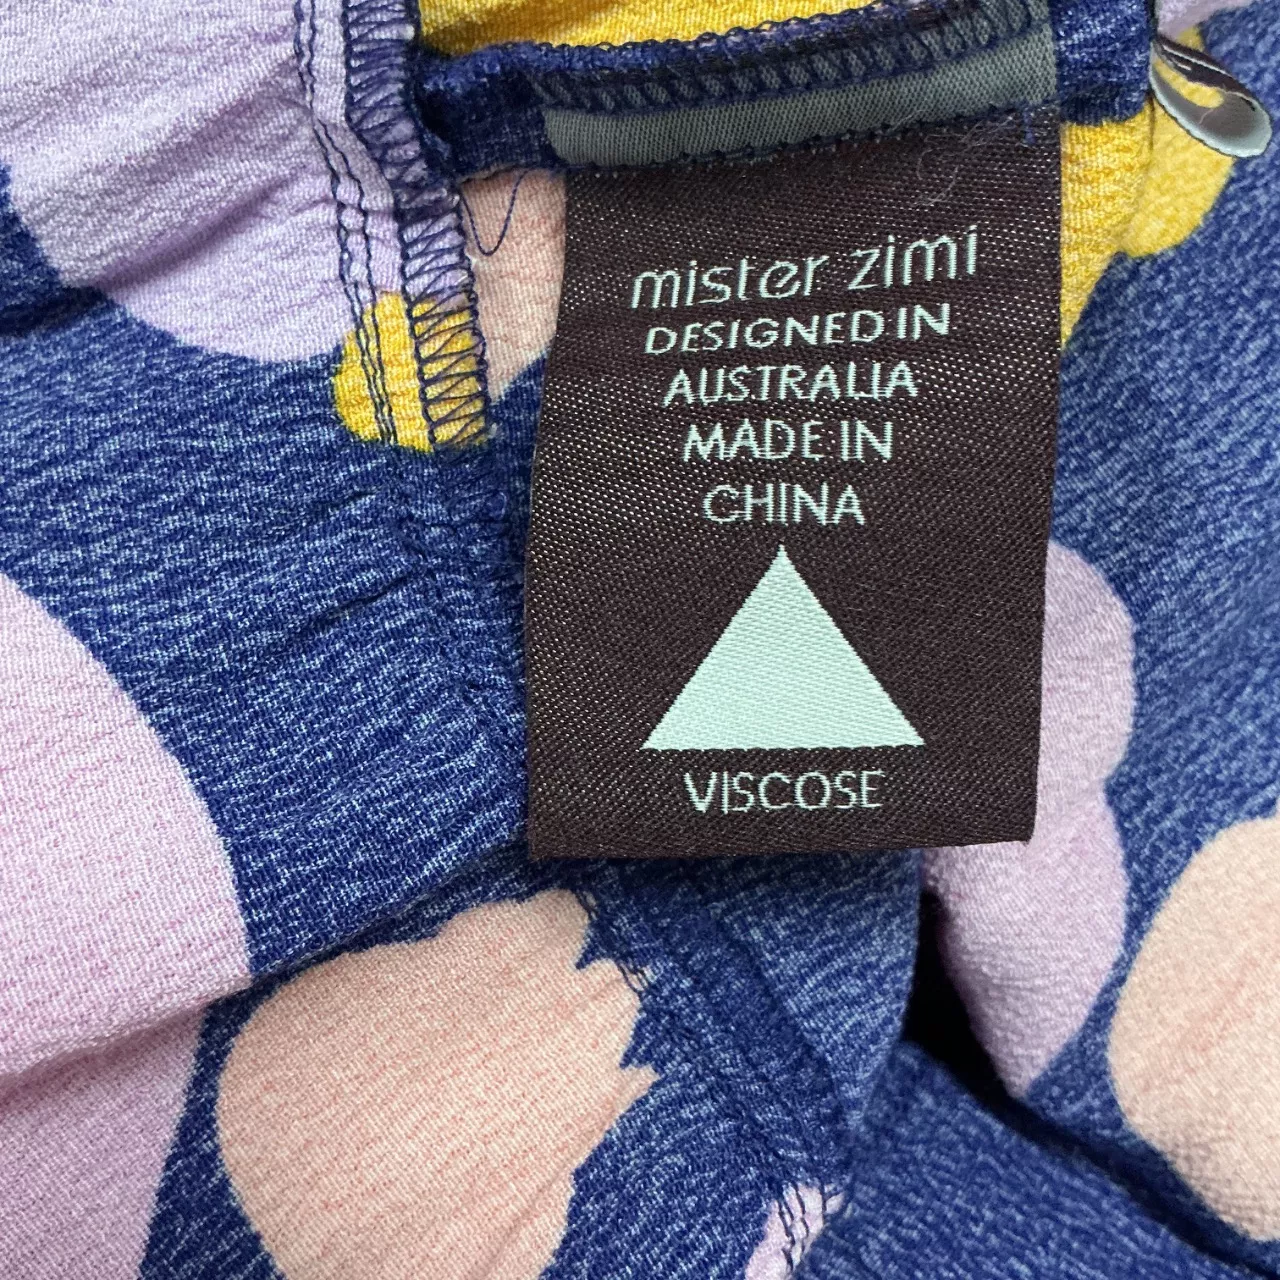 mister zimi
DESIGNED IN
AUSTRALIA
MADE IN
CHINA
VISCOSE